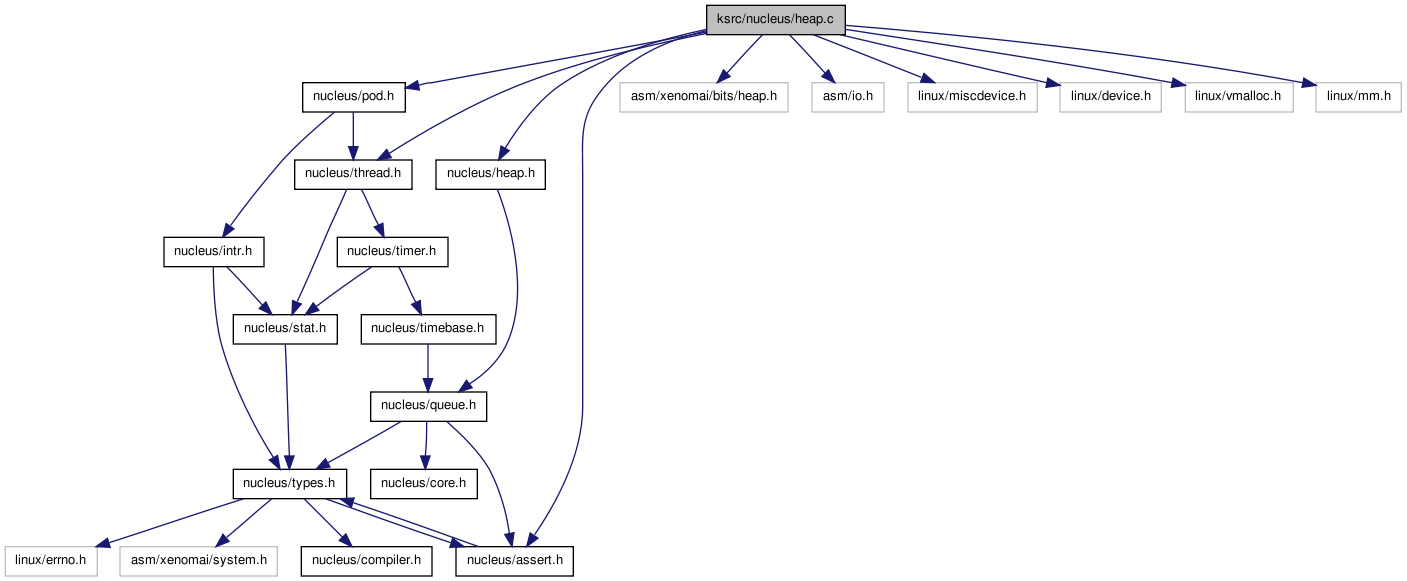 ksrc/nucleus/heap.c
nucleus/pod.h
asm/xenomai/bits/heap.h
asm/io.h
linux/miscdevice.h
linux/device.h
linux/vmalloc.h
linux/mm.h
nucleus/thread.h
nucleus/heap.h
nucleus/intr.h
nucleus/timer.h
nucleus/stat.h
nucleus/timebase.h
nucleus/queue.h
nucleus/types.h
nucleus/core.h
linux/errno.h
asm/xenomai/system.h
nucleus/compiler.h
nucleus/assert.h